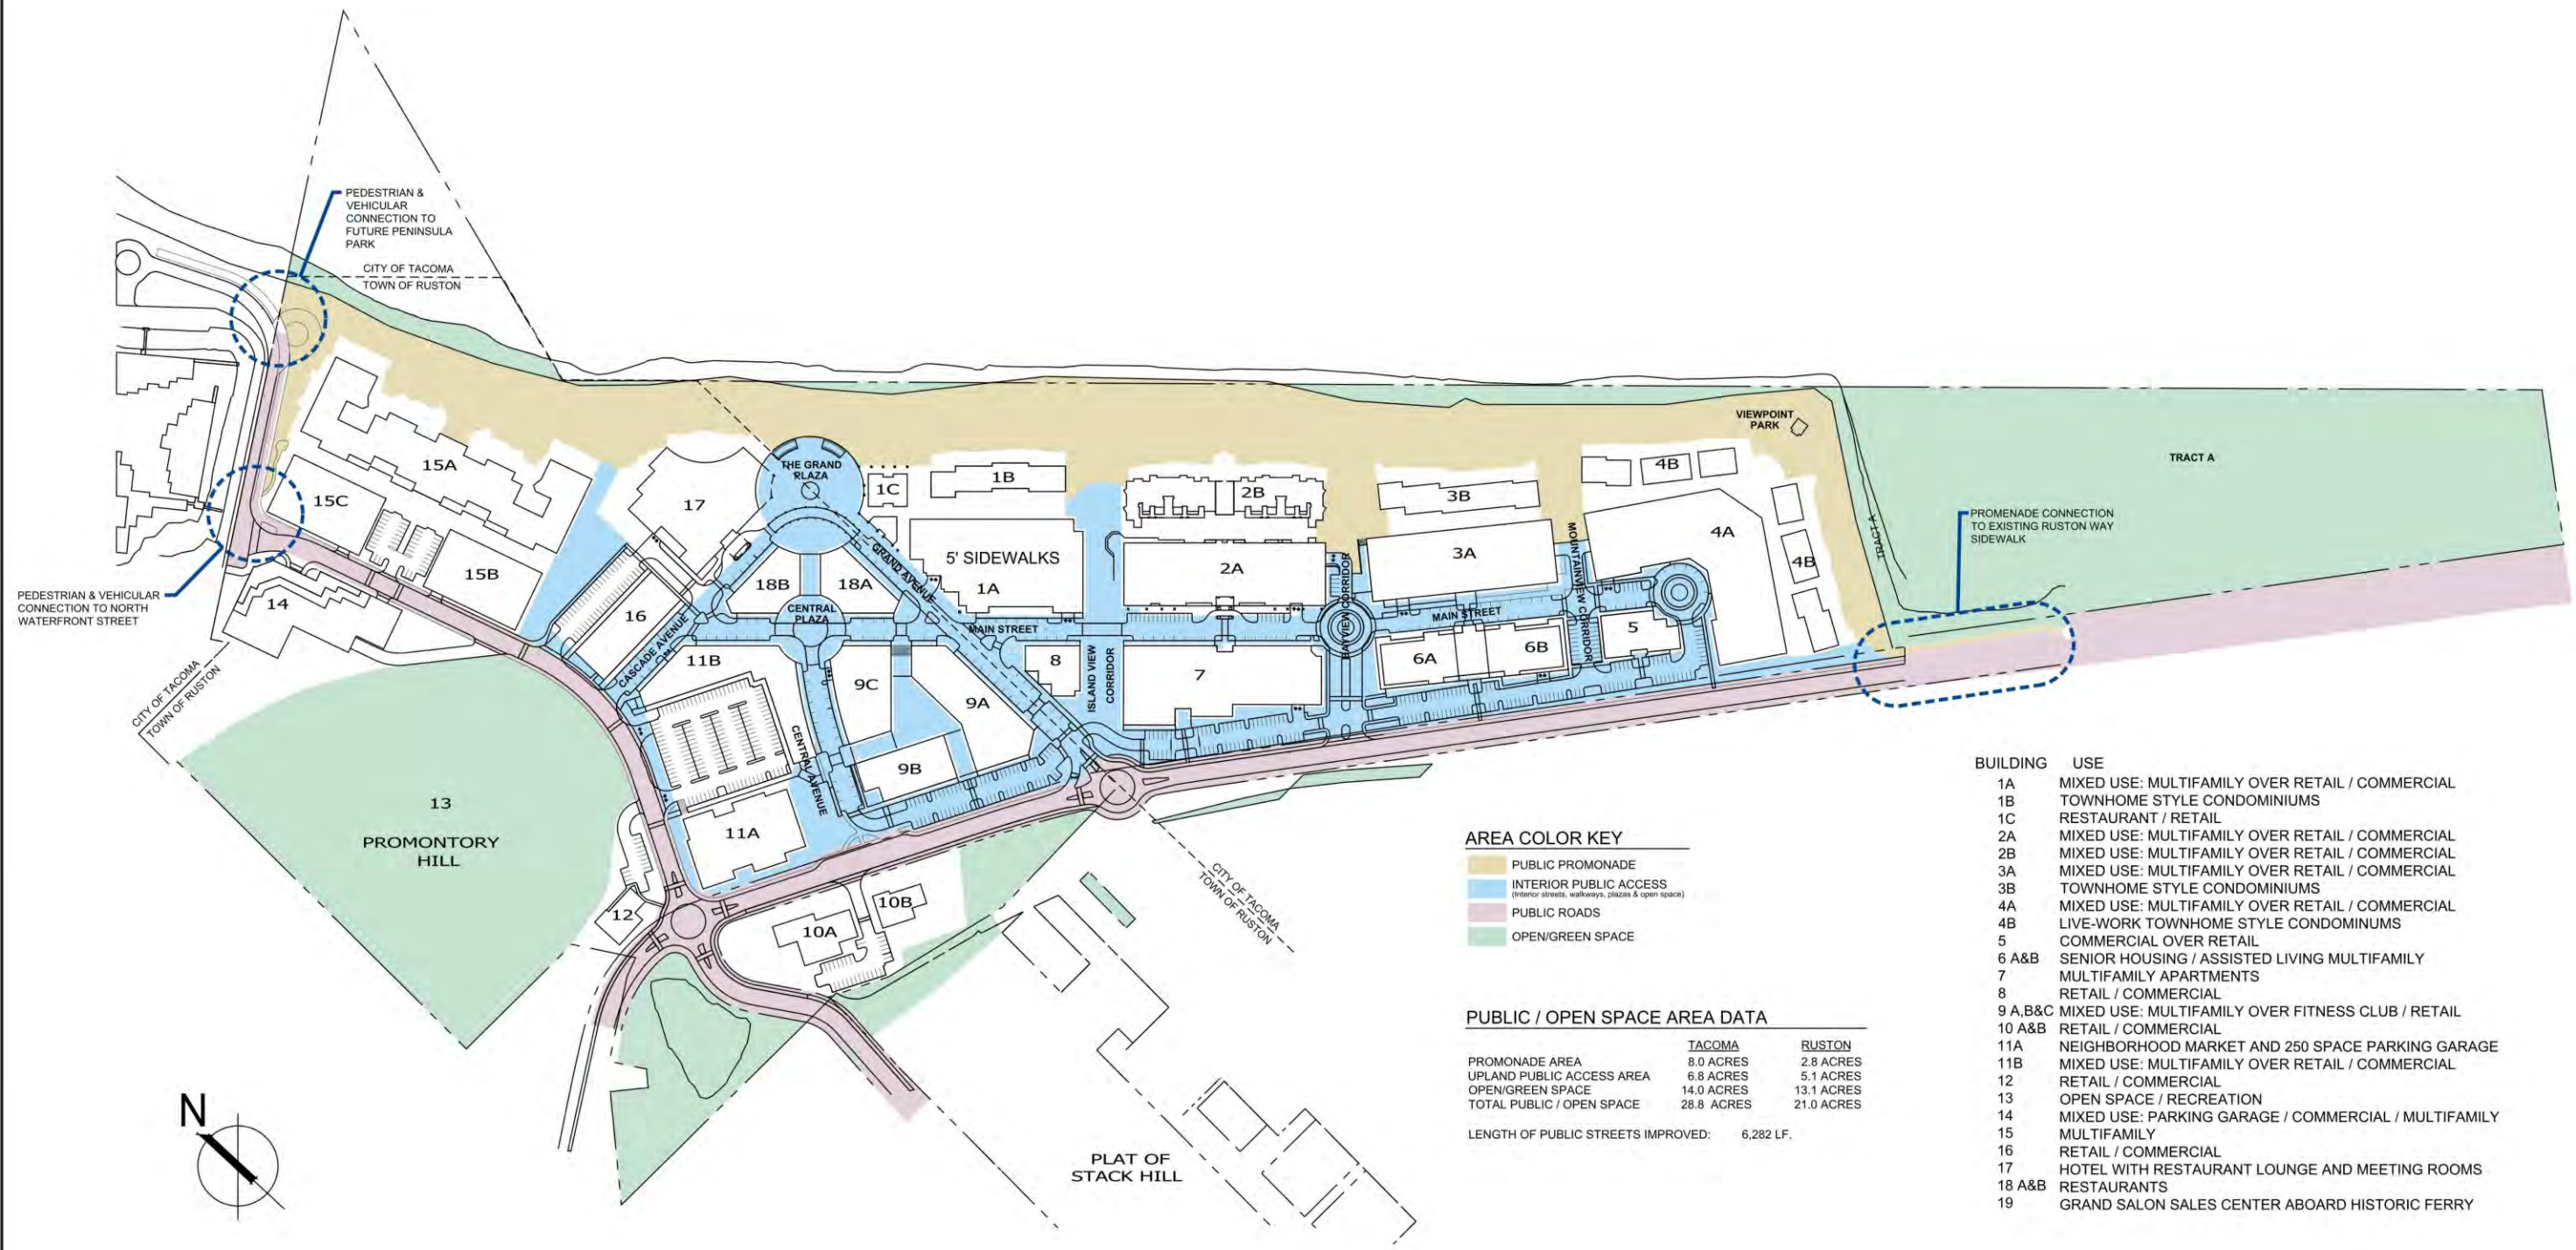 PEDESTRIAN &
VEHICULAR
CONNECTION TO
FUTURE PENINSULA
PARK
CITY OF TACOMA
TOWN OF RUSTON
VIEWPOINT
PARK
TRACT A
TRACT A
PROMENADE CONNECTION
TO EXISTING RUSTON WAY
SIDEWALK
THE GRAND
PLAZA
15A
15C
15B
17
1C
1B
2B
3B
4B
4A
4B
5' SIDEWALKS
1A
2A
3A
GRAND AVENUE
BAYVIEW CORRIDOR
MOUNTAINVIEW CORRIDOR
18B
18A
CENTRAL
PLAZA
MAIN STREET
MAIN STREET
PEDESTRIAN & VEHICULAR
CONNECTION TO NORTH
WATERFRONT STREET
14
16
CASCADE AVENUE
11B
9C
9A
8
ISLAND VIEW
CORRIDOR
7
6A
6B
5
CITY OF TACOMA
TOWN OF RUSTON
CENTRAL AVENUE
9B
11A
13
PROMONTORY
HILL
12
10A
10B
CITY OF TACOMA
TOWN OF RUSTON
PLAT OF
STACK HILL
N
AREA COLOR KEY
PUBLIC PROMONADE
INTERIOR PUBLIC ACCESS
(Interior streets, walkways, plazas & open space)
PUBLIC ROADS
OPEN/GREEN SPACE
PUBLIC / OPEN SPACE AREA DATA
TACOMA RUSTON
PROMONADE AREA 8.0 ACRES 2.8 ACRES
UPLAND PUBLIC ACCESS AREA 6.8 ACRES 5.1 ACRES
OPEN/GREEN SPACE 14.0 ACRES 13.1 ACRES
TOTAL PUBLIC / OPEN SPACE 28.8 ACRES 21.0 ACRES
LENGTH OF PUBLIC STREETS IMPROVED: 6,282 LF.
BUILDING USE
1A MIXED USE: MULTIFAMILY OVER RETAIL / COMMERCIAL
1B TOWNHOME STYLE CONDOMINIUMS
1C RESTAURANT / RETAIL
2A MIXED USE: MULTIFAMILY OVER RETAIL / COMMERCIAL
2B MIXED USE: MULTIFAMILY OVER RETAIL / COMMERCIAL
3A MIXED USE: MULTIFAMILY OVER RETAIL / COMMERCIAL
3B TOWNHOME STYLE CONDOMINIUMS
4A MIXED USE: MULTIFAMILY OVER RETAIL / COMMERCIAL
4B LIVE-WORK TOWNHOME STYLE CONDOMINUMS
5 COMMERCIAL OVER RETAIL
6 A&B SENIOR HOUSING / ASSISTED LIVING MULTIFAMILY
7 MULTIFAMILY APARTMENTS
8 RETAIL / COMMERCIAL
9 A,B&C MIXED USE: MULTIFAMILY OVER FITNESS CLUB / RETAIL
10 A&B RETAIL / COMMERCIAL
11A NEIGHBORHOOD MARKET AND 250 SPACE PARKING GARAGE
11B MIXED USE: MULTIFAMILY OVER RETAIL / COMMERCIAL
12 RETAIL / COMMERCIAL
13 OPEN SPACE / RECREATION
14 MIXED USE: PARKING GARAGE / COMMERCIAL / MULTIFAMILY
15 MULTIFAMILY
16 RETAIL / COMMERCIAL
17 HOTEL WITH RESTAURANT LOUNGE AND MEETING ROOMS
18 A&B RESTAURANTS
19 GRAND SALON SALES CENTER ABOARD HISTORIC FERRY